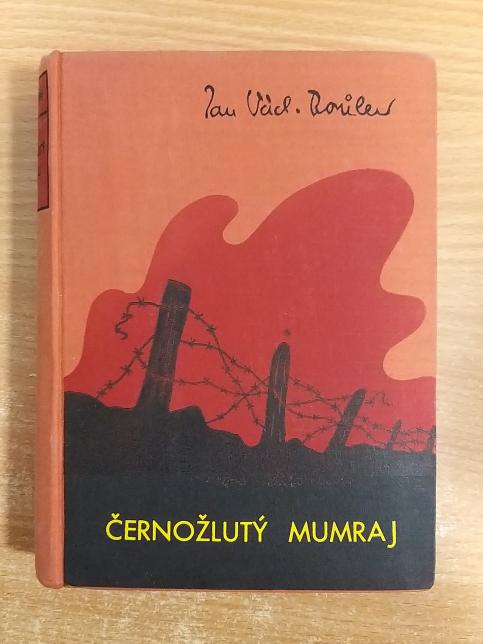 Jan Václ. Rosůlek
ČERNOŽLUTÝ MUMRAJ